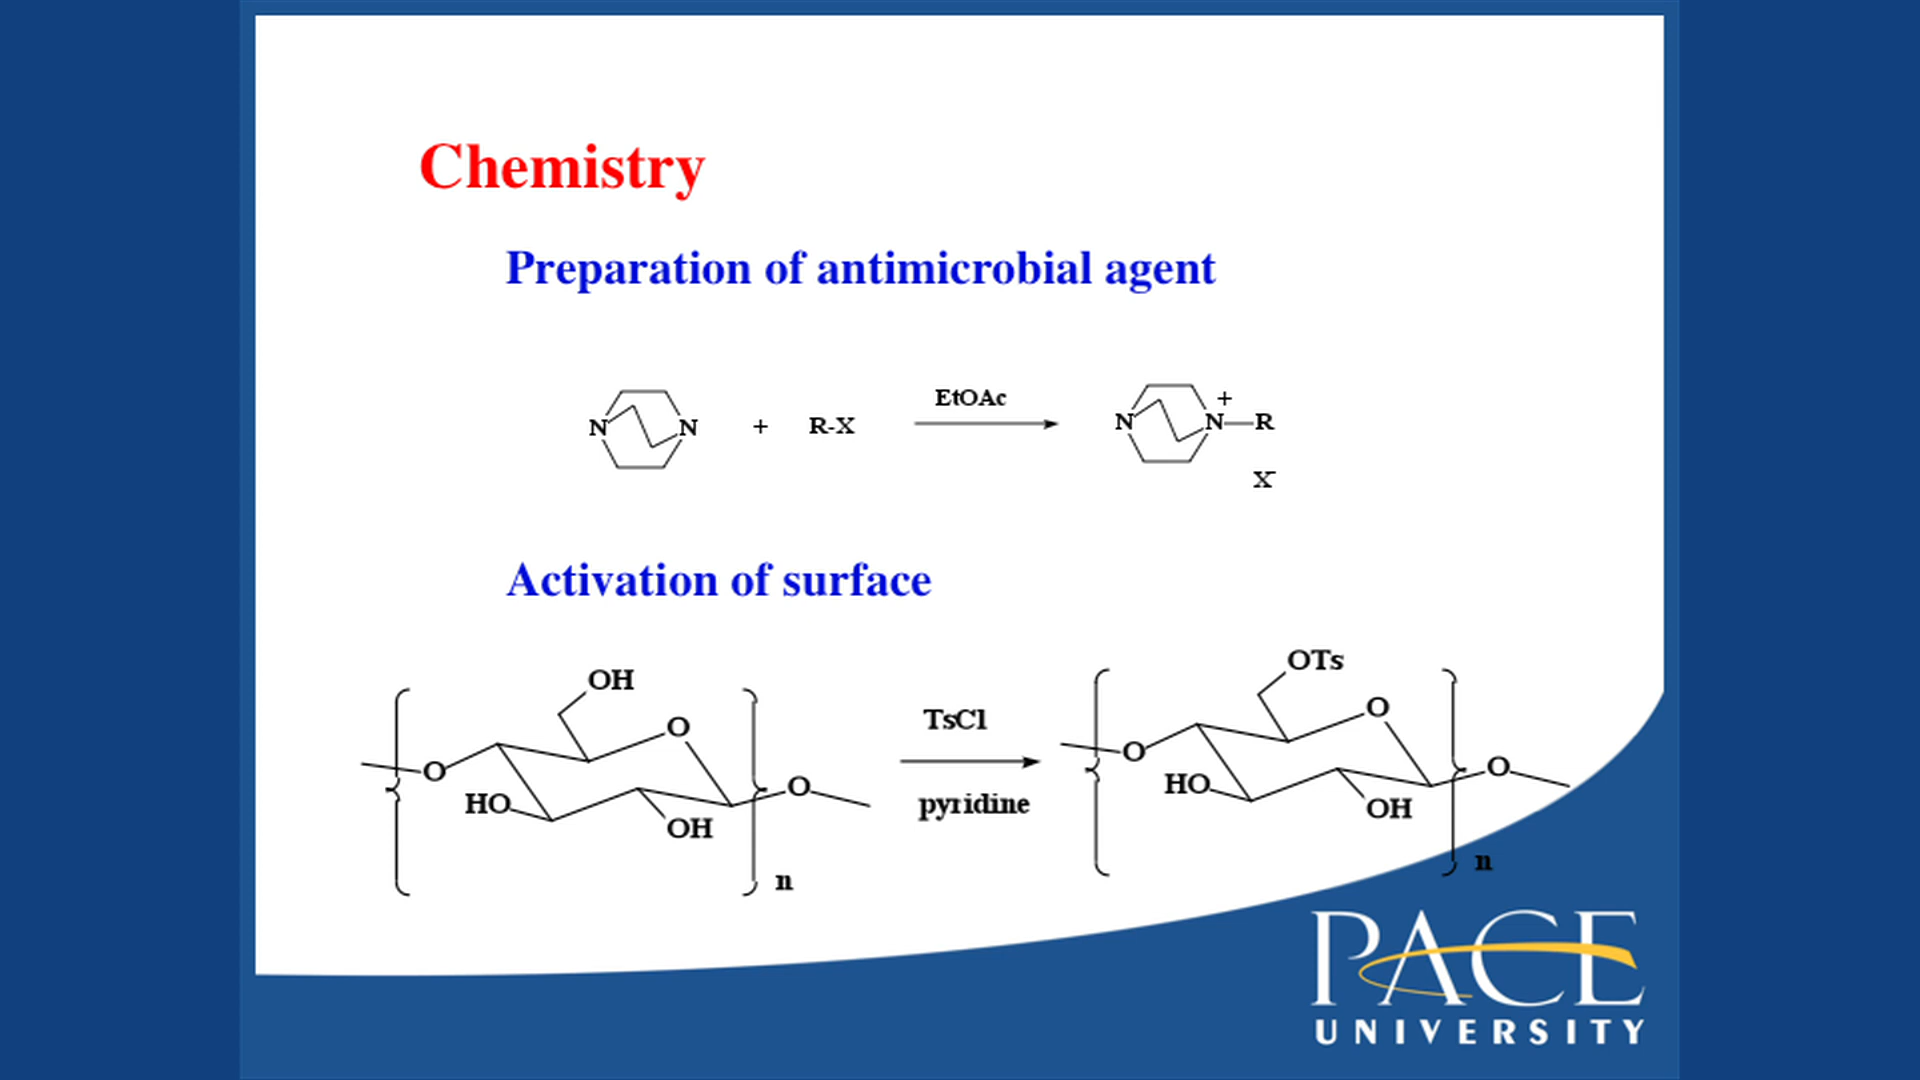 Chemistry
Preparation of antimicrobial agent
N N + R-X EtOAc N N + R
X-
Activation of surface
OH
O
O
HO
OH
O
n
TsCl
pyridine
OTs
O
O
HO
OH
O
n
PACE
UNIVERSITY